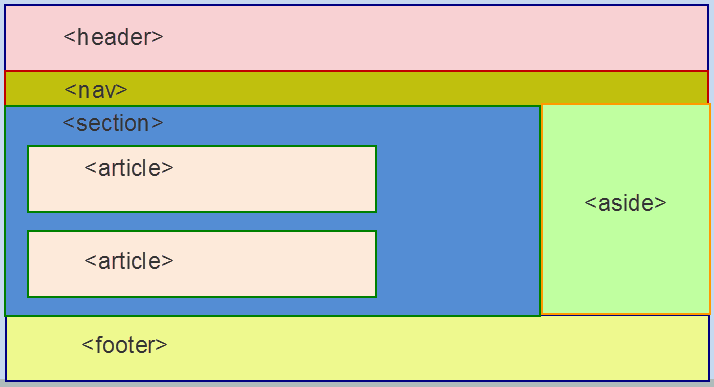 <header>
<nav>
<section>
<article>
<aside>
<article>
<footer>